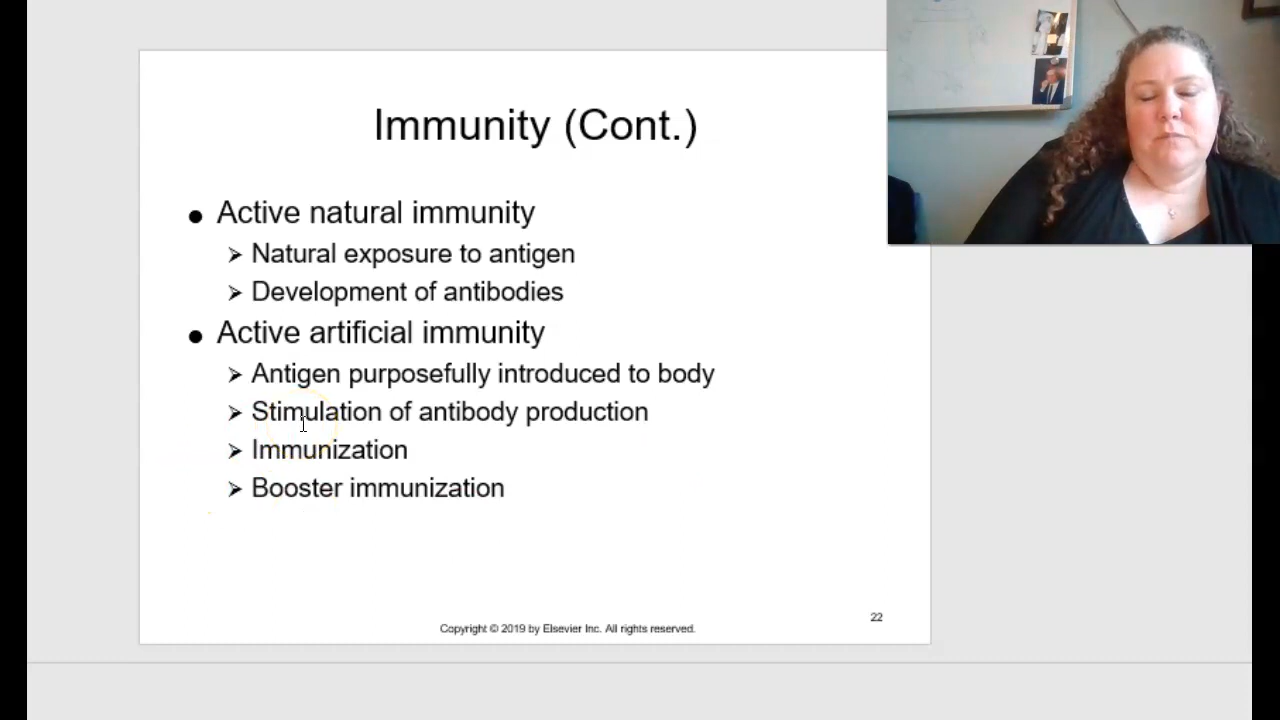 Immunity (Cont.)
● Active natural immunity
➢ Natural exposure to antigen
➢ Development of antibodies
● Active artificial immunity
➢ Antigen purposefully introduced to body
➢ Stimulation of antibody production
➢ Immunization
➢ Booster immunization
22
Copyright © 2019 by Elsevier Inc. All rights reserved.